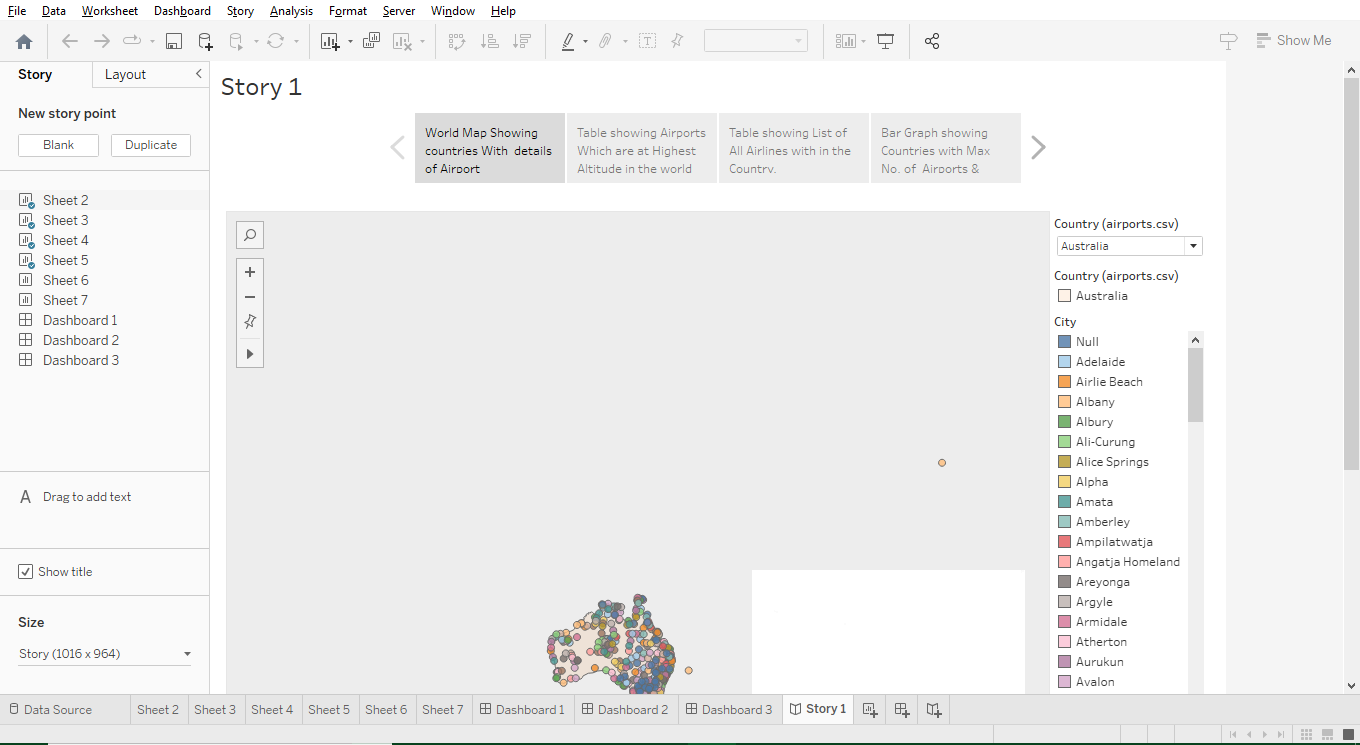 File Data Worksheet Dashboard Story Analysis Format Server Window Help
Show Me
Story Layout
New story point
Blank Duplicate
Sheet 2
Sheet 3
Sheet 4
Sheet 5
Sheet 6
Sheet 7
Dashboard 1
Dashboard 2
Dashboard 3
A Drag to add text
Show title
Size
Story (1016 x 964)
Story 1
World Map Showing
countries With details
of Airport
Table showing Airports
Which are at Highest
Altitude in the world
Table showing List of
All Airlines with in the
Country.
Bar Graph showing
Countries with Max
No. of Airports &
Country (airports.csv)
Australia
Country (airports.csv)
Australia
City
Null
Adelaide
Airlie Beach
Albany
Albury
Ali-Curung
Alice Springs
Alpha
Amata
Amberley
Ampilatwatja
Angatja Homeland
Areyonga
Argyle
Armidale
Atherton
Aurukun
Avalon
Data Source Sheet 2 Sheet 3 Sheet 4 Sheet 5 Sheet 6 Sheet 7 Dashboard 1 Dashboard 2 Dashboard 3 Story 1